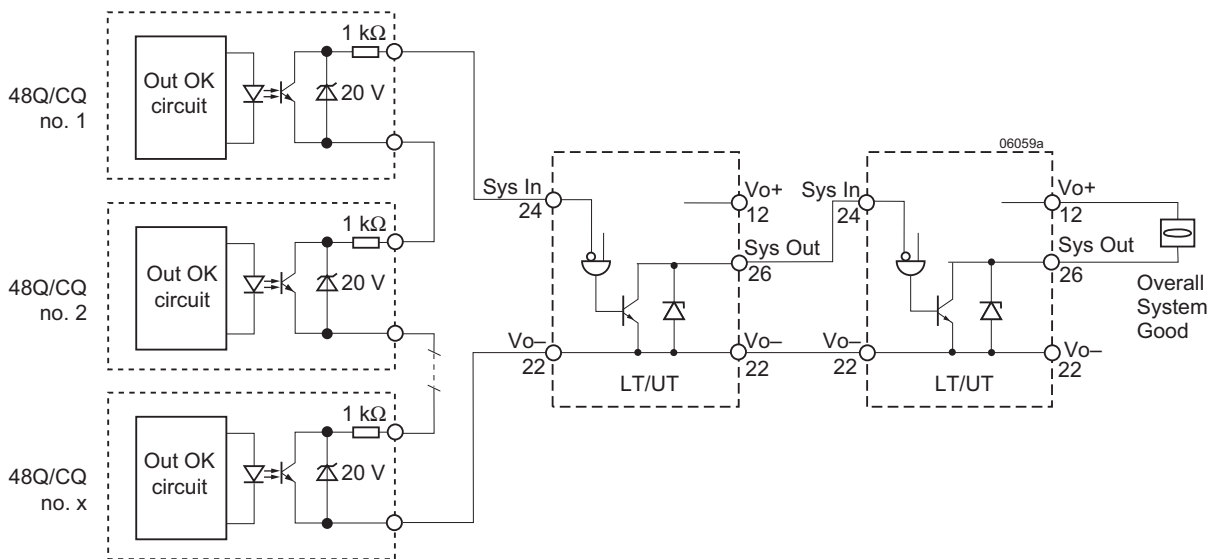 48Q/CQ
no. 1
Out OK
circuit
1 kΩ
20 V
48Q/CQ
no. 2
Out OK
circuit
1 kΩ
20 V
48Q/CQ
no. x
Out OK
circuit
1 kΩ
20 V
Sys In
24
Vo+
12
Sys Out
26
Vo–
22
Vo–
22
LT/UT
06059a
Sys In
24
Vo+
12
Sys Out
26
Vo–
22
Vo–
22
LT/UT
Overall
System
Good